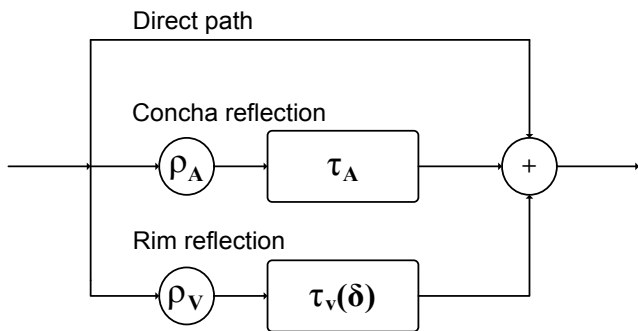 Direct path
Concha reflection
ρA
τA
+
Rim reflection
ρV
τv(δ)